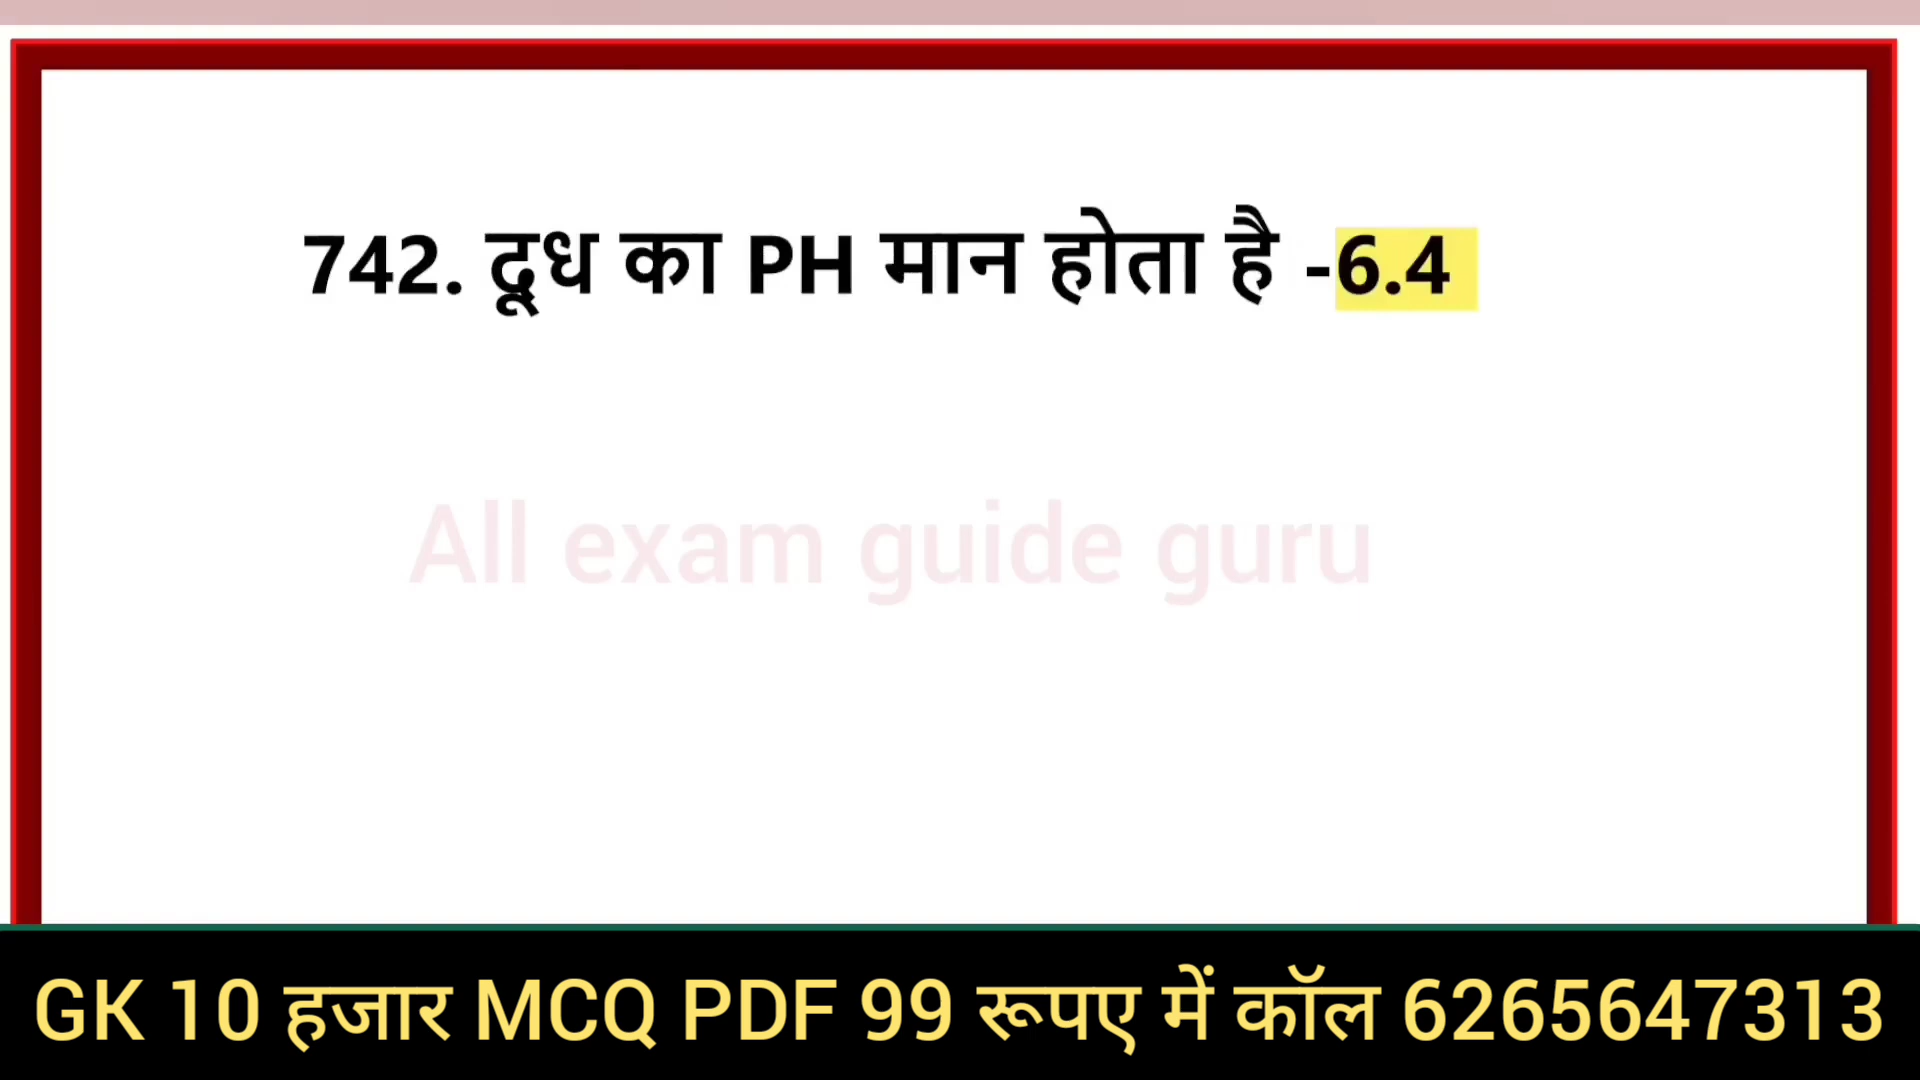 742. दूध का PH मान होता है -6.4
All exam guide guru
GK 10 हजार MCQ PDF 99 रूपए में कॉल 6265647313